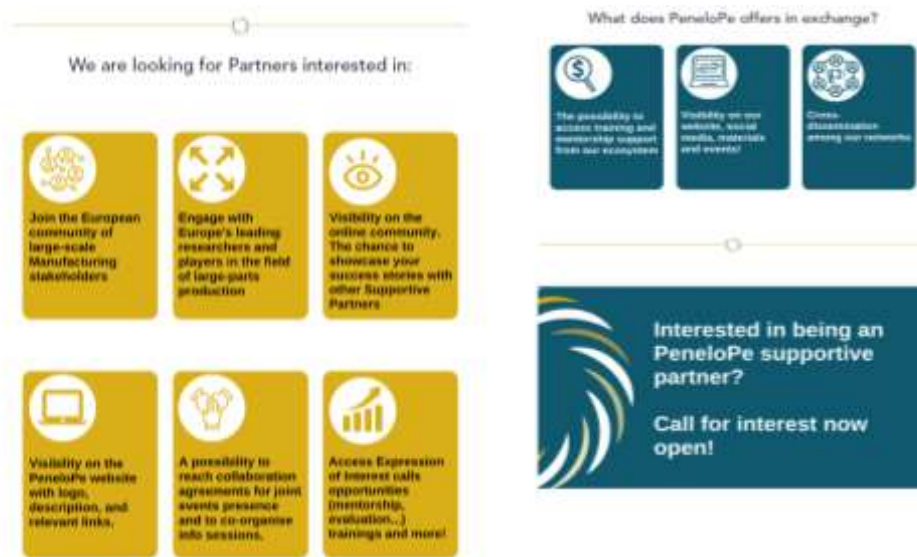 We are looking for Partners interested in:
Join the European
community of
large-scale
Manufacturing
stakeholders
Engage with
Europe's leading
researchers and
players in the field
of large-parts
production
Visibility on the
online community.
The chance to
showcase your
success stories with
other Supportive
Partners
Visibility on the
PeneloPe website
with logo,
description, and
relevant links.
A possibility to
reach collaboration
agreements for joint
events presence
and to co-organise
info sessions.
Access Expression
of Interest calls
opportunities
(mentorship,
evaluation...)
trainings and more!
What does PeneloPe offers in exchange?
The possibility to
access training and
mentorship support
from our ecosystem
Visibility on our
website, social
media, materials
and events!
Cross-
dissemination
among our networks
Interested in being an
PeneloPe supportive
partner?
Call for interest now
open!